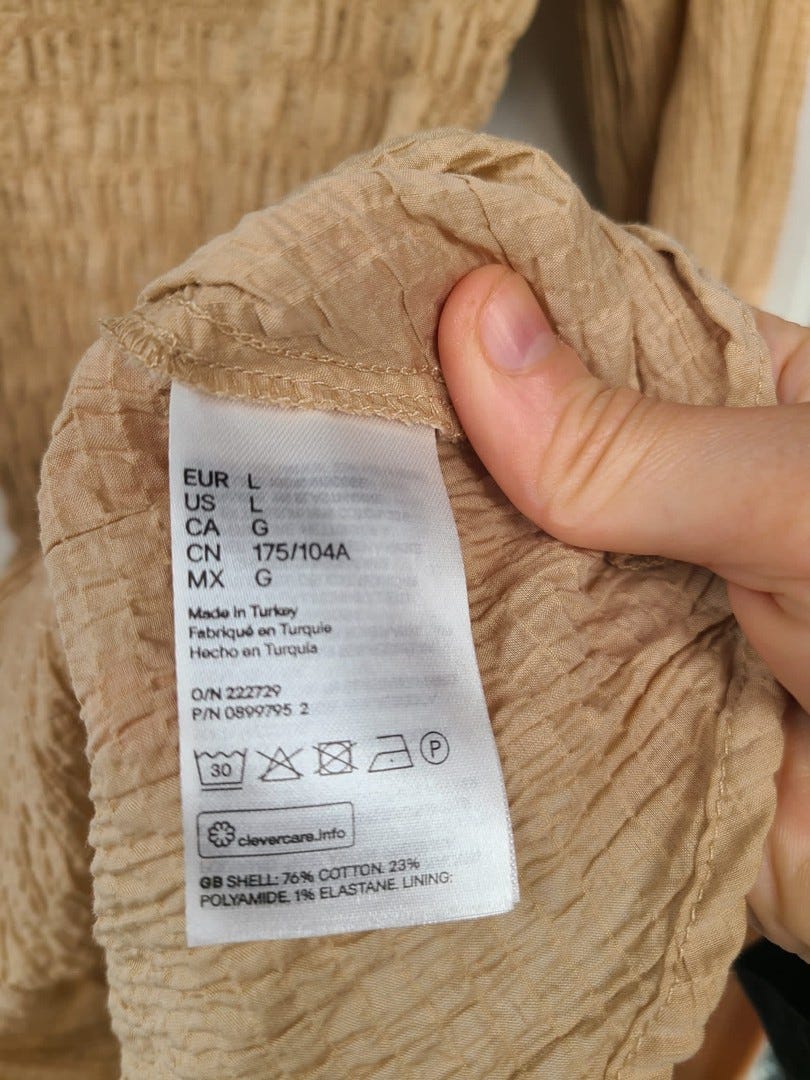 EUR L
US L
CA G
CN 175/104A
MX G
Made in Turkey
Fabriqué en Turquie
Hecho en Turquía
O/N 222729
P/N 0899795 2
30 P
clevercare.info
GB SHELL: 76% COTTON. 23%
POLYAMIDE. 1% ELASTANE. LINING: